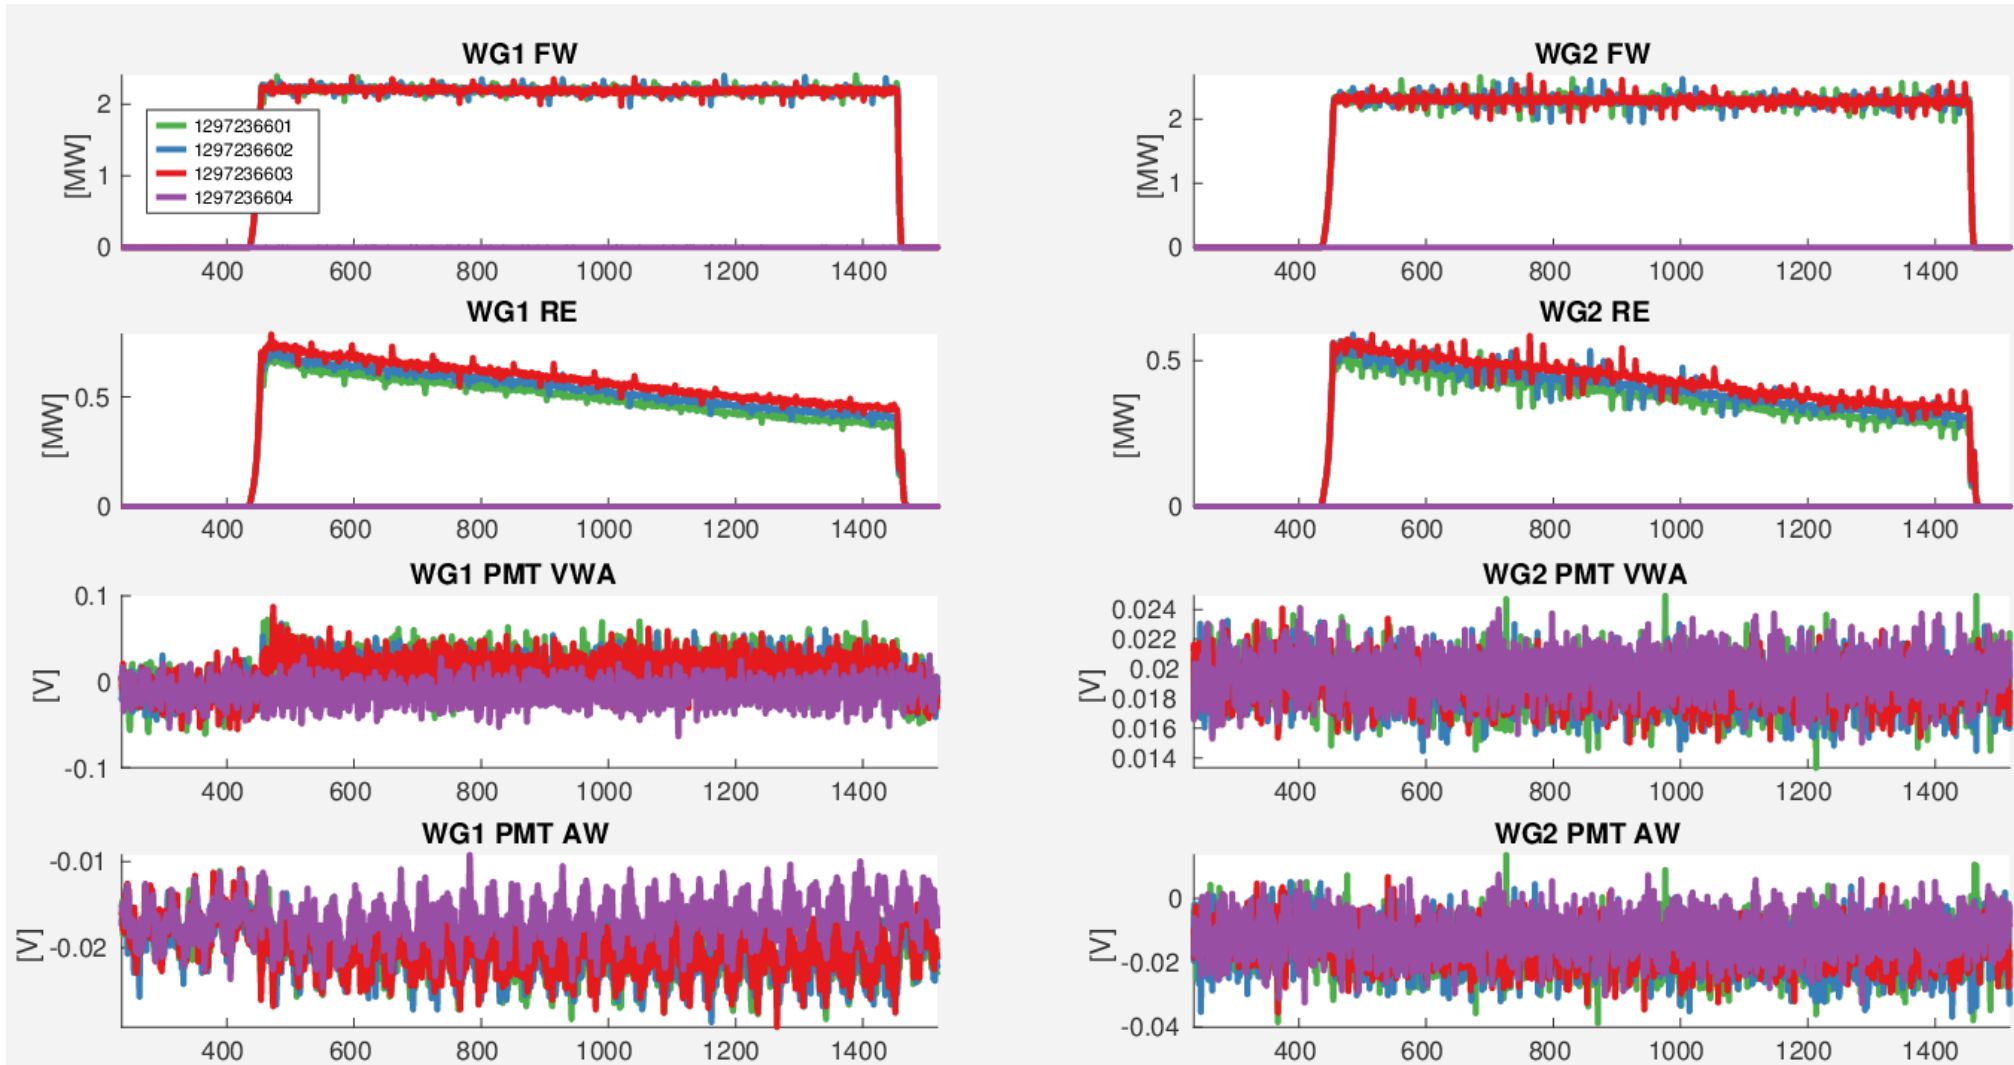 WG1 FW
[MW]
2
1
0
1297236601
1297236602
1297236603
1297236604
400 600 800 1000 1200 1400
WG2 FW
[MW]
2
1
0
400 600 800 1000 1200 1400
WG1 RE
[MW]
0.5
0
400 600 800 1000 1200 1400
WG2 RE
[MW]
0.5
0
400 600 800 1000 1200 1400
WG1 PMT VWA
[V]
0.1
0
-0.1
400 600 800 1000 1200 1400
WG2 PMT VWA
[V]
0.024
0.022
0.02
0.018
0.016
0.014
400 600 800 1000 1200 1400
WG1 PMT AW
[V]
-0.01
-0.02
400 600 800 1000 1200 1400
WG2 PMT AW
[V]
0
-0.02
-0.04
400 600 800 1000 1200 1400